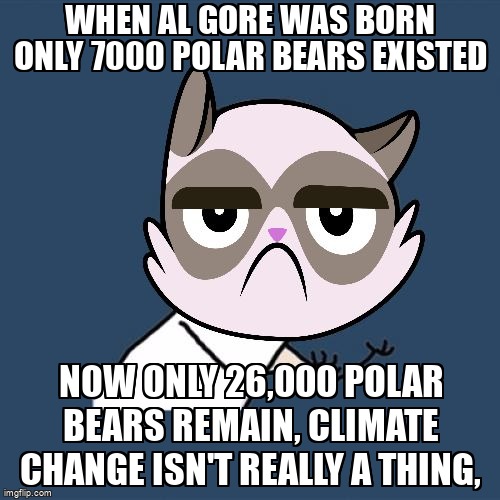 WHEN AL GORE WAS BORN
ONLY 7000 POLAR BEARS EXISTED
NOW ONLY 26,000 POLAR
BEARS REMAIN, CLIMATE
CHANGE ISN'T REALLY A THING,
imgflip.com